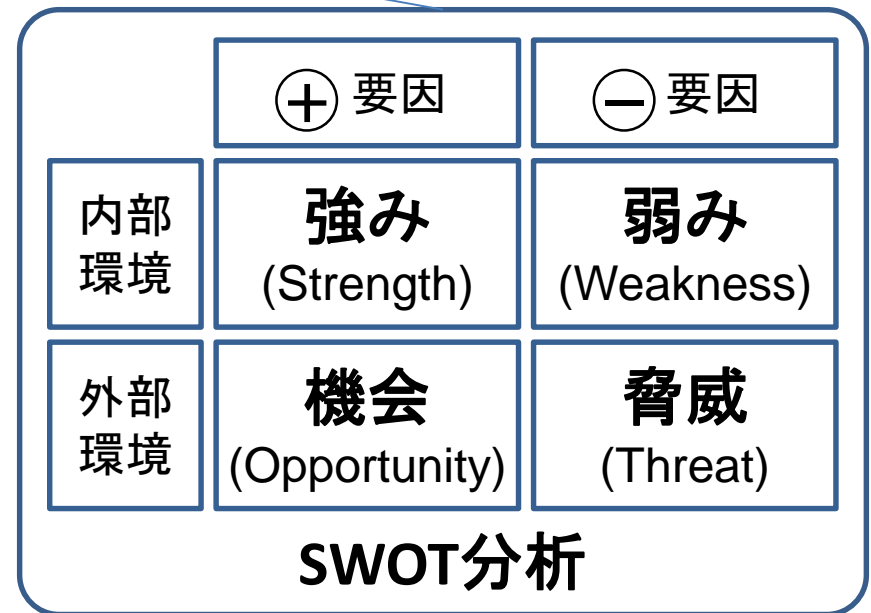 ⊕要因
⊖要因
内部
環境
強み
(Strength)
弱み
(Weakness)
外部
環境
機会
(Opportunity)
脅威
(Threat)
SWOT分析